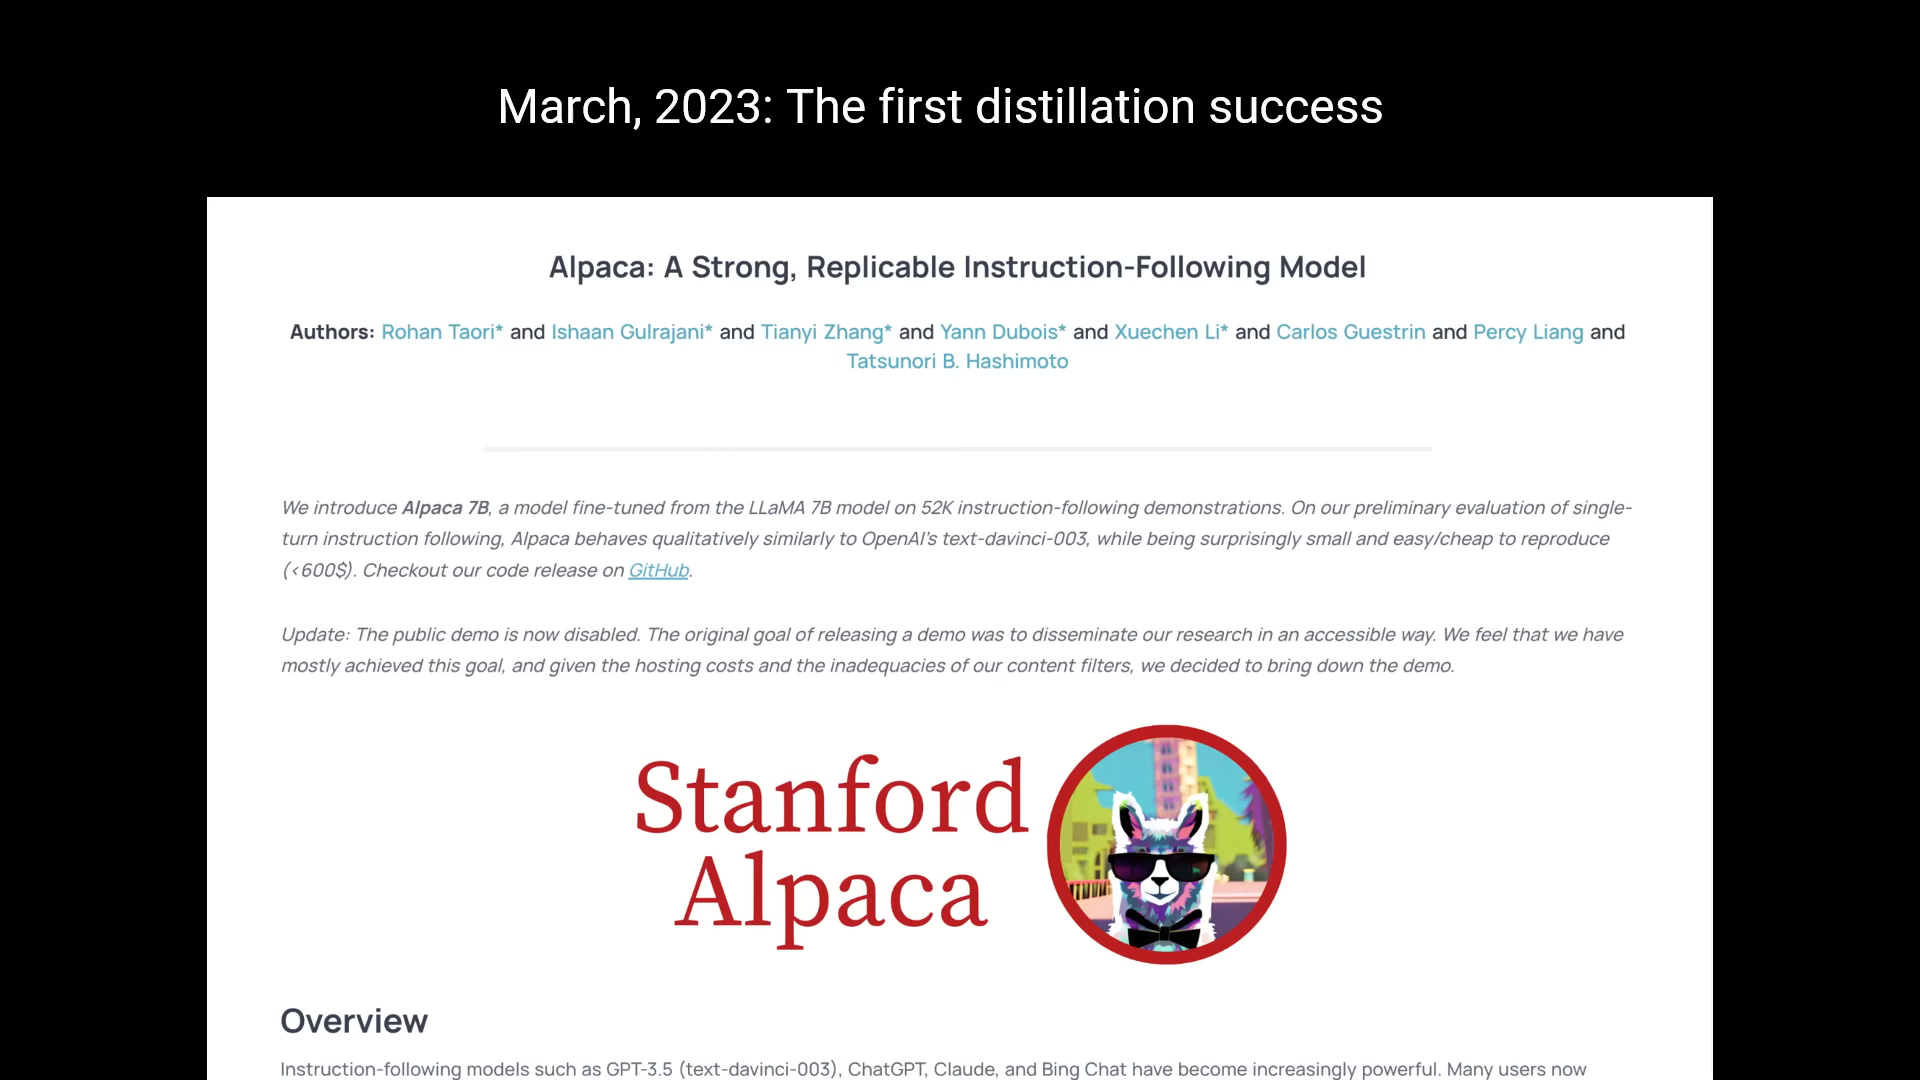 March, 2023: The first distillation success
Alpaca: A Strong, Replicable Instruction-Following Model
Authors: Rohan Taori* and Ishaan Gulrajani* and Tianyi Zhang* and Yann Dubois* and Xuechen Li* and Carlos Guestrin and Percy Liang and
Tatsunori B. Hashimoto
We introduce Alpaca 7B, a model fine-tuned from the LLaMA 7B model on 52K instruction-following demonstrations. On our preliminary evaluation of single-
turn instruction following, Alpaca behaves qualitatively similarly to OpenAI's text-davinci-003, while being surprisingly small and easy/cheap to reproduce
(<600$). Checkout our code release on GitHub.
Update: The public demo is now disabled. The original goal of releasing a demo was to disseminate our research in an accessible way. We feel that we have
mostly achieved this goal, and given the hosting costs and the inadequacies of our content filters, we decided to bring down the demo.
Stanford
Alpaca
Overview
Instruction-following models such as GPT-3.5 (text-davinci-003), ChatGPT, Claude, and Bing Chat have become increasingly powerful. Many users now